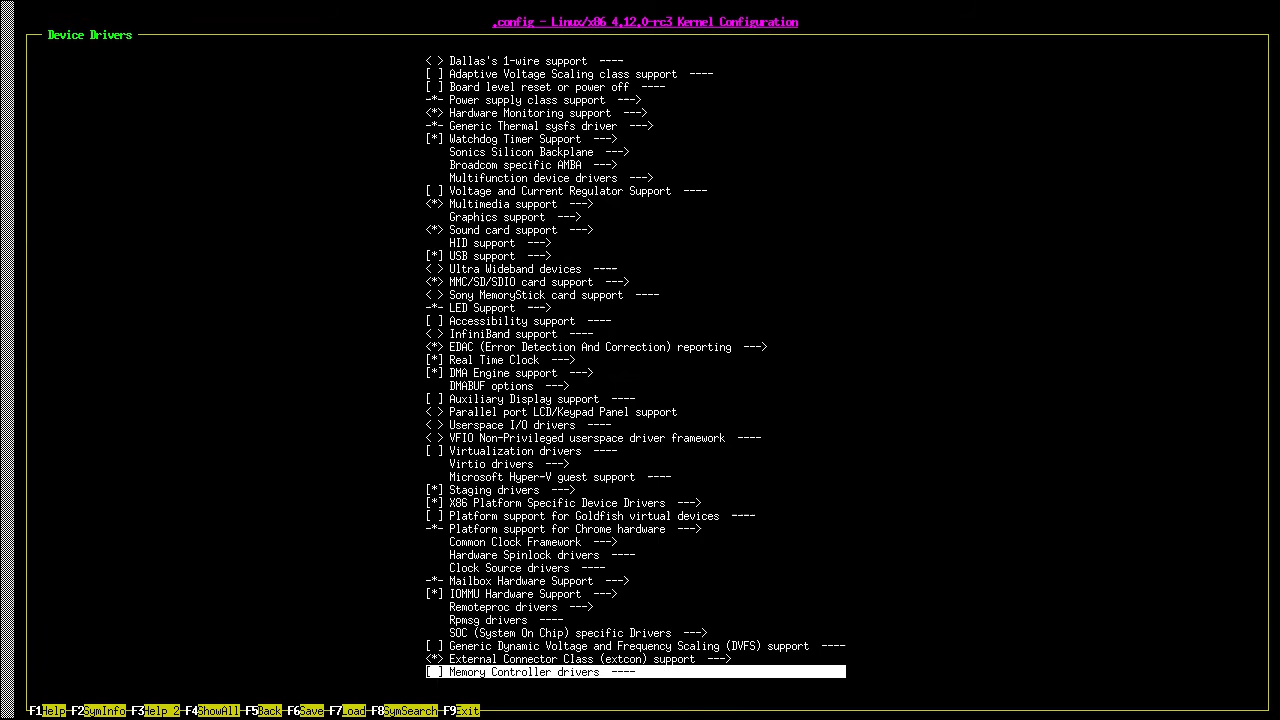 .config - Linux/x86 4.12.0-rc3 Kernel Configuration
Device Drivers
< > Dallas's 1-wire support  ----
[ ] Adaptive Voltage Scaling class support  ----
[ ] Board level reset or power off  ----
-*- Power supply class support  --->
<*> Hardware Monitoring support  --->
-*- Generic Thermal sysfs driver  --->
[*] Watchdog Timer Support  --->
Sonics Silicon Backplane  --->
Broadcom specific AMBA  --->
Multifunction device drivers  --->
[ ] Voltage and Current Regulator Support  ----
<*> Multimedia support  --->
Graphics support  --->
<*> Sound card support  --->
HID support  --->
[*] USB support  --->
< > Ultra Wideband devices  ----
<*> MMC/SD/SDIO card support  --->
< > Sony MemoryStick card support  ----
-*- LED Support  --->
[ ] Accessibility support  ----
< > InfiniBand support  ----
<*> EDAC (Error Detection And Correction) reporting  --->
[*] Real Time Clock  --->
[*] DMA Engine support  --->
DMABUF options  --->
[ ] Auxiliary Display support  ----
< > Parallel port LCD/Keypad Panel support
< > Userspace I/O drivers  ----
< > VFIO Non-Privileged userspace driver framework  ----
[ ] Virtualization drivers  ----
Virtio drivers  --->
Microsoft Hyper-V guest support  ----
[*] Staging drivers  --->
[*] X86 Platform Specific Device Drivers  --->
[ ] Platform support for Goldfish virtual devices  ----
-*- Platform support for Chrome hardware  --->
Common Clock Framework  --->
Hardware Spinlock drivers  ----
Clock Source drivers  ----
-*- Mailbox Hardware Support  --->
[*] IOMMU Hardware Support  --->
Remoteproc drivers  --->
Rpmsg drivers  ----
SOC (System On Chip) specific Drivers  --->
[ ] Generic Dynamic Voltage and Frequency Scaling (DVFS) support  ----
<*> External Connector Class (extcon) support  --->
[ ] Memory Controller drivers  ----
F1Help F2SymInfo F3Help 2 F4ShowAll F5Back F6Save F7Load F8SymSearch F9Exit